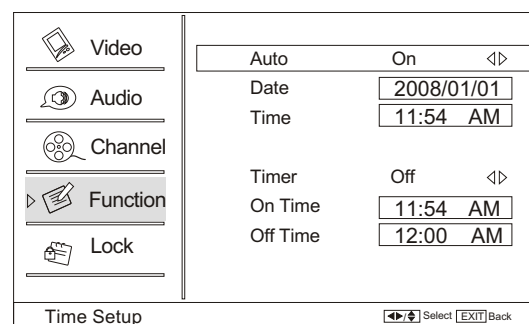 Video
Audio
Channel
Function
Lock
Auto On
Date 2008/01/01
Time 11:54 AM
Timer Off
On Time 11:54 AM
Off Time 12:00 AM
Time Setup
/ Select EXIT Back